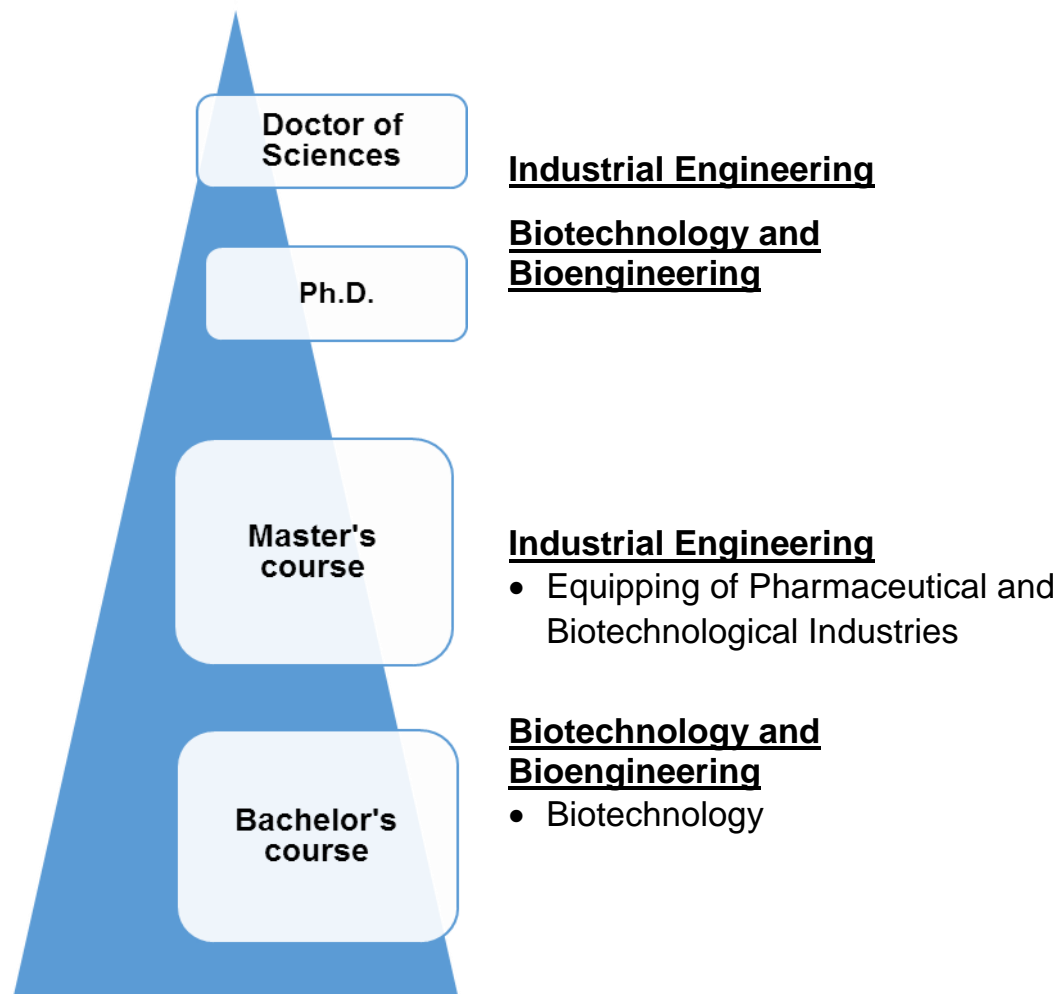 Doctor of
Sciences
Industrial Engineering
Biotechnology and
Bioengineering
Ph.D.
Master's
course
Industrial Engineering
• Equipping of Pharmaceutical and
Biotechnological Industries
Biotechnology and
Bioengineering
• Biotechnology
Bachelor's
course